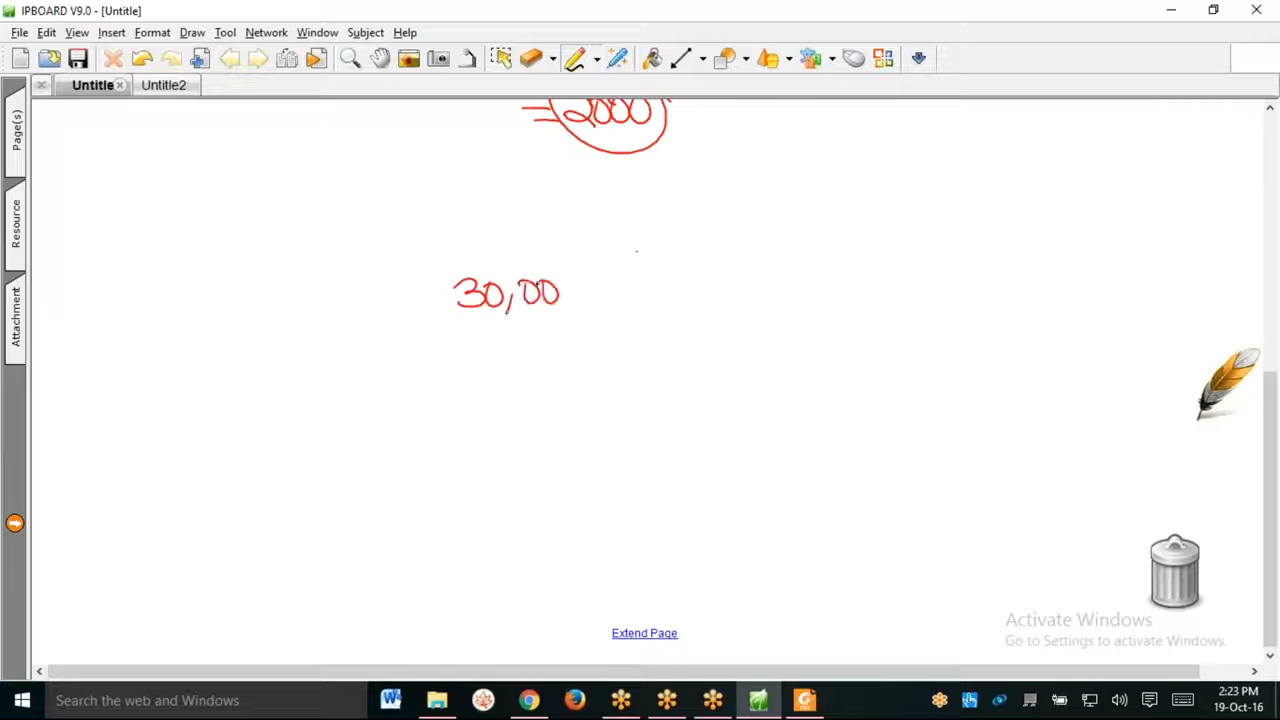 IPBOARD V9.0 - [Untitle]
File Edit View Insert Format Draw Tool Network Window Subject Help
Untitle Untitle2
Page(s)
Resource
Attachment
=2000
30,00
Extend Page
Activate Windows
Go to Settings to activate Windows.
Search the web and Windows
2:23 PM
19-Oct-16